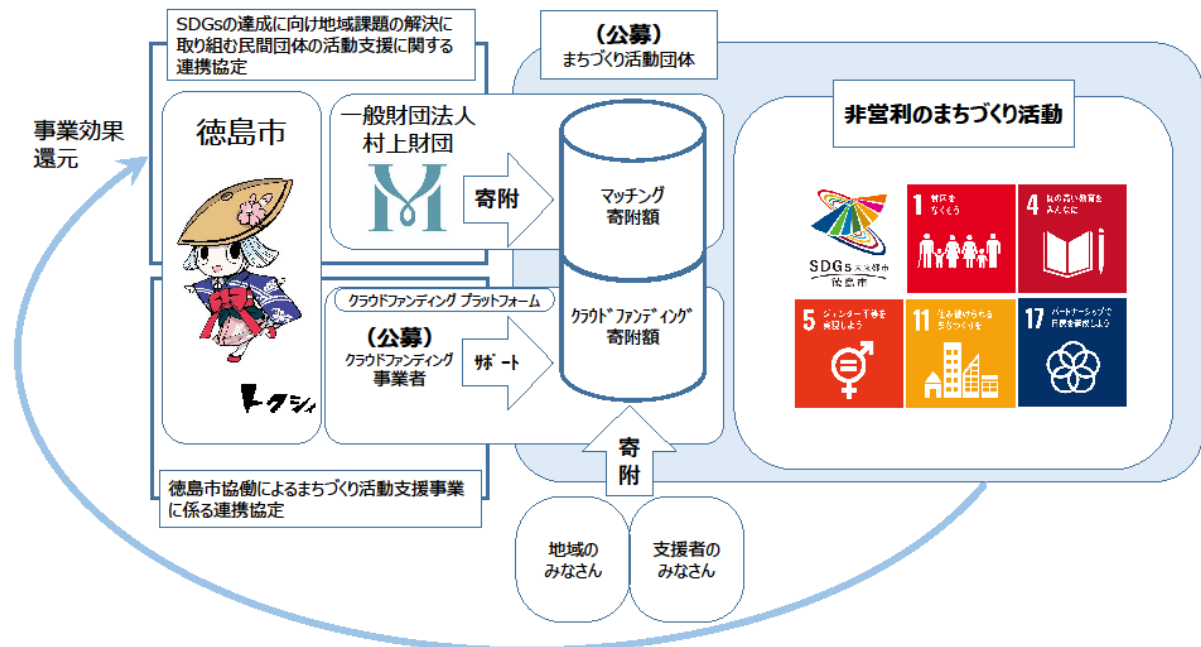 SDGsの達成に向け地域課題の解決に
取り組む民間団体の活動支援に関する
連携協定
(公募)
まちづくり活動団体
事業効果
還元
徳島市
一般財団法人
村上財団
寄附
マッチング
寄附額
非営利のまちづくり活動
SDGs未来都市
徳島市
1 貧困を
なくそう
4 質の高い教育を
みんなに
5 ジェンダー平等を
実現しよう
11 住み続けられる
まちづくりを
17 パートナーシップで
目標を達成しよう
クラウドファンディング プラットフォーム
(公募)
クラウドファンディング
事業者
サポート
クラウドファンディング
寄附額
トクシィ
寄
附
徳島市協働によるまちづくり活動支援事業
に係る連携協定
地域の
みなさん
支援者の
みなさん